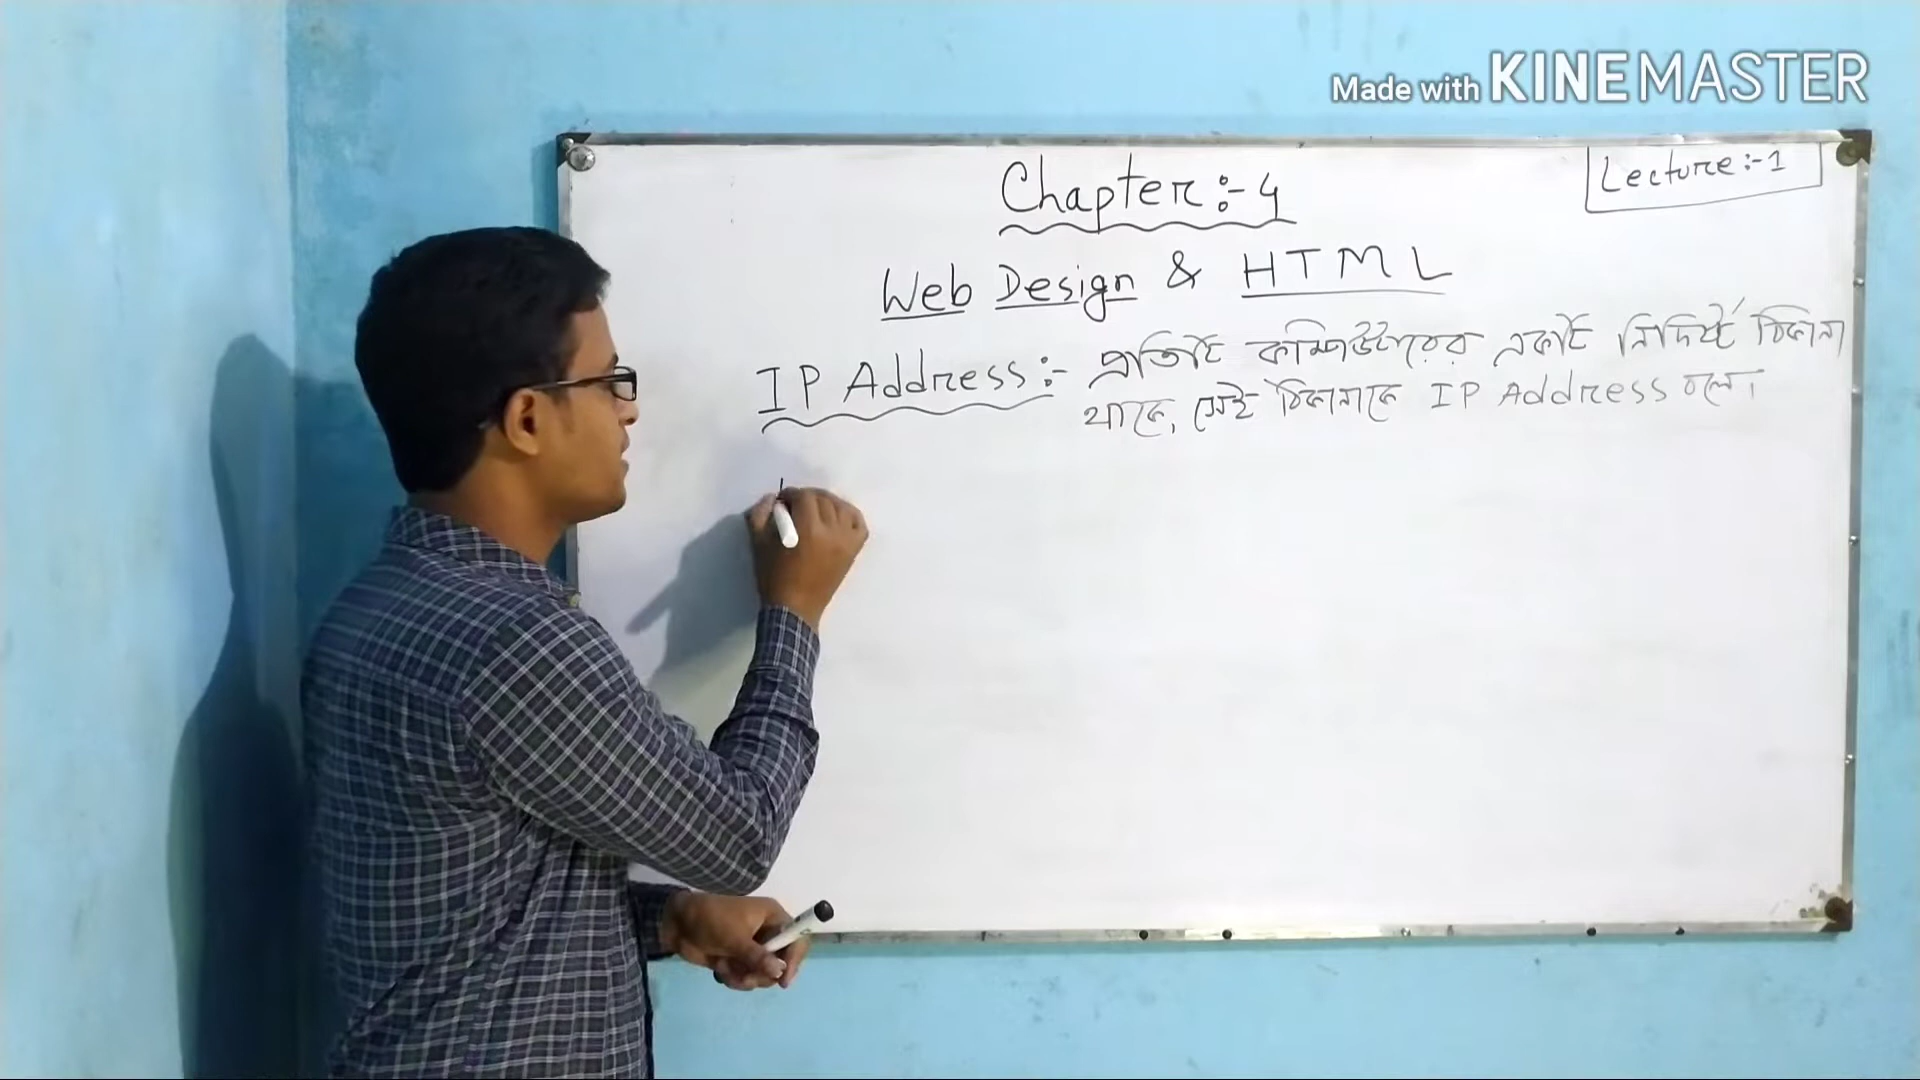 Made with KINEMASTER
Lecture:-1
Chapter:-4
Web Design & HTML
IP Address:- প্রতিটি কম্পিউটারের একটি নির্দিষ্ট ঠিকানা
থাকে, সেই ঠিকানাকে IP Address বলে।